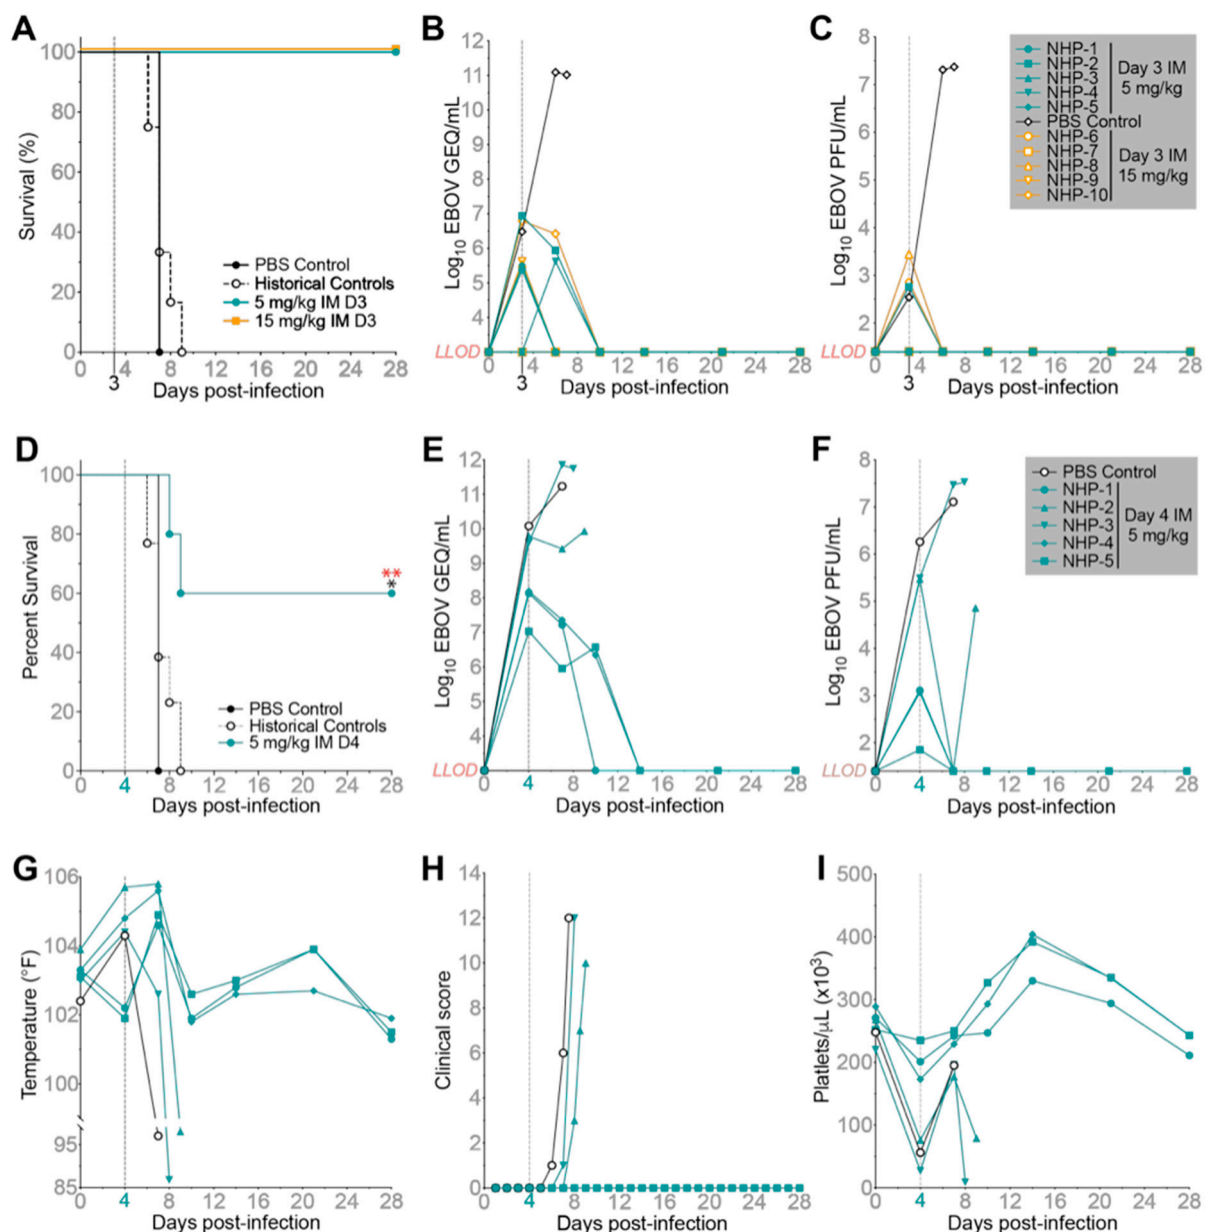 A
Survival (%)
100
80
60
40
20
0
PBS Control
Historical Controls
5 mg/kg IM D3
15 mg/kg IM D3
0 4 8 12 16 20 24 28
3
Days post-infection
B
Log10 EBOV GEQ/mL
12
11
10
9
8
7
6
5
4
LLOD
0 4 8 12 16 20 24 28
3
Days post-infection
C
Log10 EBOV PFU/mL
8
7
6
5
4
3
2
LLOD
0 4 8 12 16 20 24 28
3
Days post-infection
NHP-1
NHP-2
NHP-3
NHP-4
NHP-5
Day 3 IM
5 mg/kg
PBS Control
NHP-6
NHP-7
NHP-8
NHP-9
NHP-10
Day 3 IM
15 mg/kg
D
Percent Survival
100
80
60
40
20
0
**
*
PBS Control
Historical Controls
5 mg/kg IM D4
0 4 8 12 16 20 24 28
Days post-infection
E
Log10 EBOV GEQ/mL
12
11
10
9
8
7
6
5
4
LLOD
0 4 8 12 16 20 24 28
Days post-infection
F
Log10 EBOV PFU/mL
8
7
6
5
4
3
2
LLOD
0 4 8 12 16 20 24 28
Days post-infection
PBS Control
NHP-1
NHP-2
NHP-3
NHP-4
NHP-5
Day 4 IM
5 mg/kg
G
Temperature (°F)
106
104
102
100
95
85
0 4 8 12 16 20 24 28
Days post-infection
H
Clinical score
14
12
10
8
6
4
2
0
0 4 8 12 16 20 24 28
Days post-infection
I
Platelets/µL (x10³)
500
400
300
200
100
0
0 4 8 12 16 20 24 28
Days post-infection